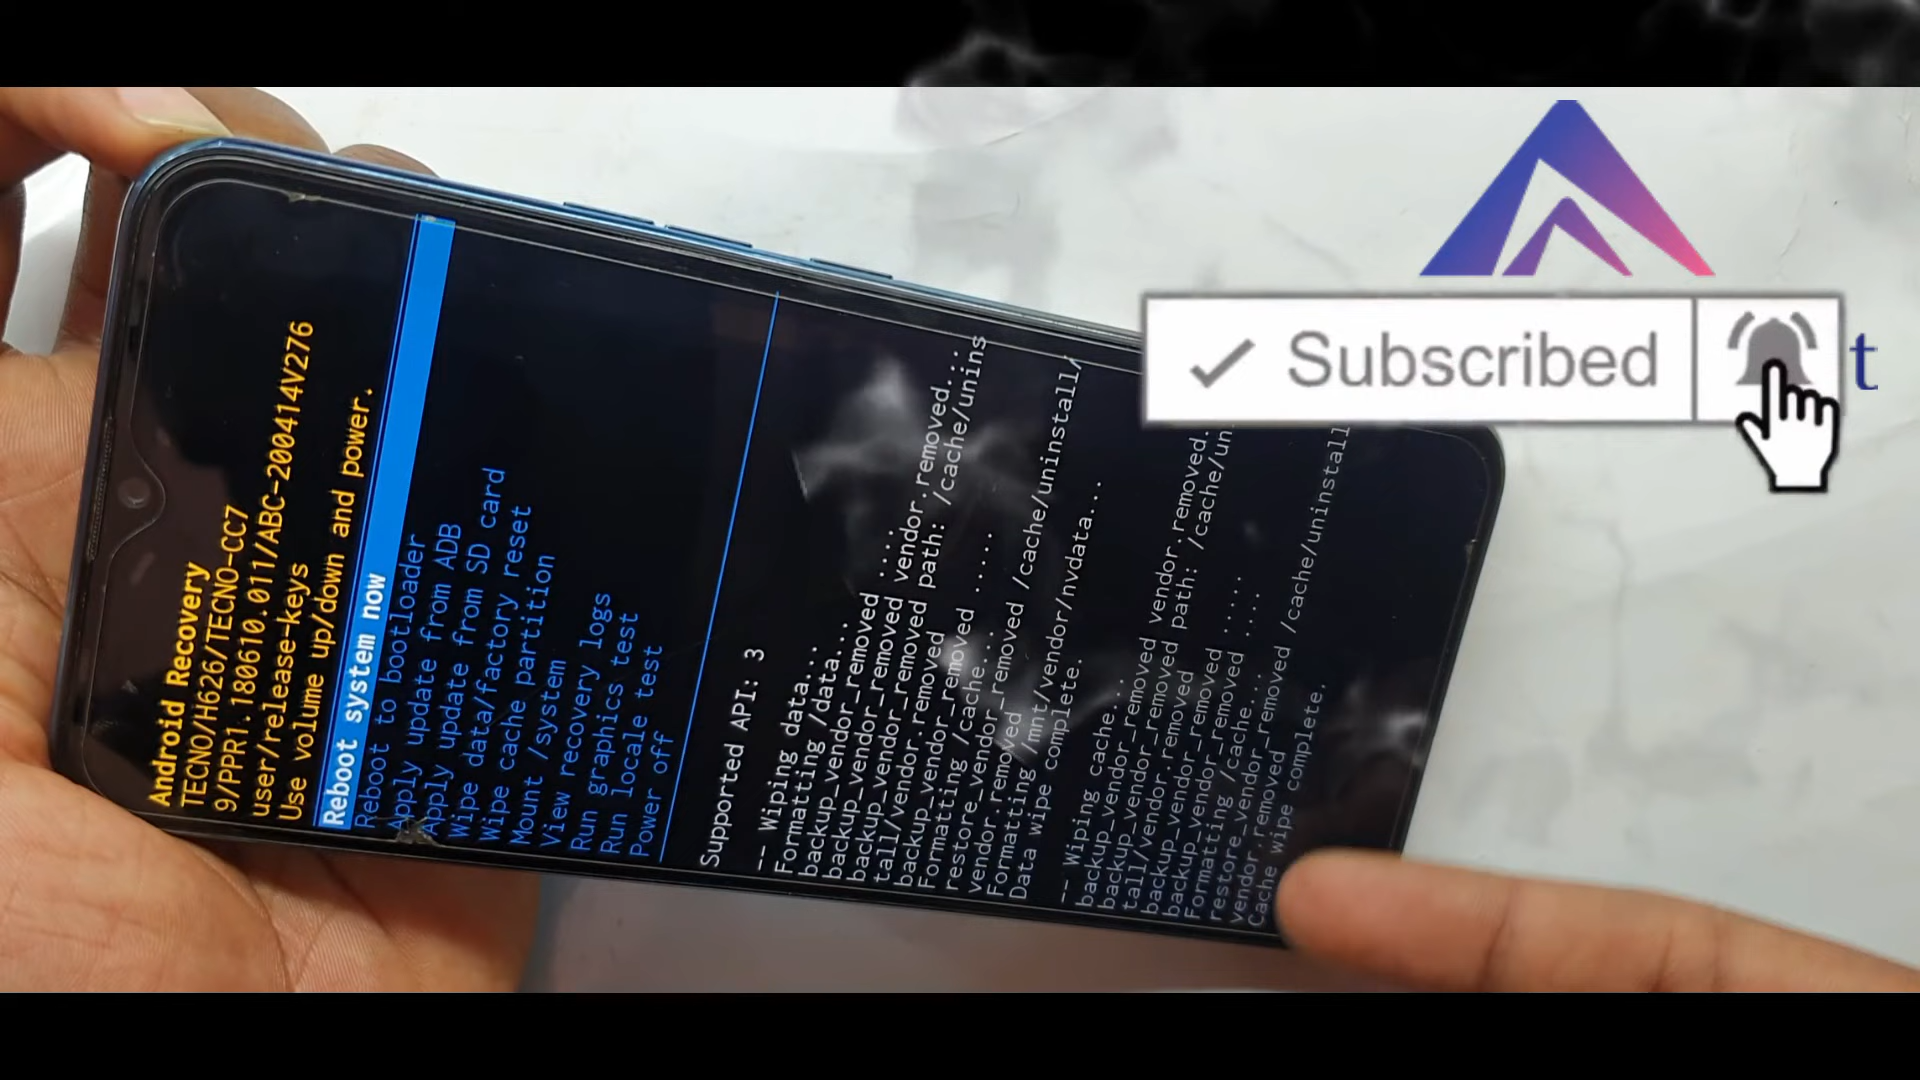 Android Recovery
TECNO/H626/TECNO-CC7
9/PPR1.180610.011/ABC-200414V276
user/release-keys
Use volume up/down and power.
Reboot system now
Reboot to bootloader
Apply update from ADB
Apply update from SD card
Wipe data/factory reset
Wipe cache partition
Mount /system
View recovery logs
Run graphics test
Run locale test
Power off
Supported API: 3
-- Wiping data...
Formatting /data...
backup_vendor_removed ....
backup_vendor_removed vendor.removed...
backup_vendor_removed path: /cache/unins
tall/vendor.removed
backup_vendor_removed ......
Formatting /cache...
restore_vendor_removed /cache/uninstall/
vendor.removed
Formatting /mnt/vendor/nvdata...
Data wipe complete.
-- Wiping cache...
backup_vendor_removed vendor.removed.
backup_vendor_removed path: /cache/un
tall/vendor.removed
backup_vendor_removed .....
backup_vendor_removed ....
Formatting /cache...
restore_vendor_removed /cache/uninstall
vendor.removed
Cache wipe complete.
Subscribed
t